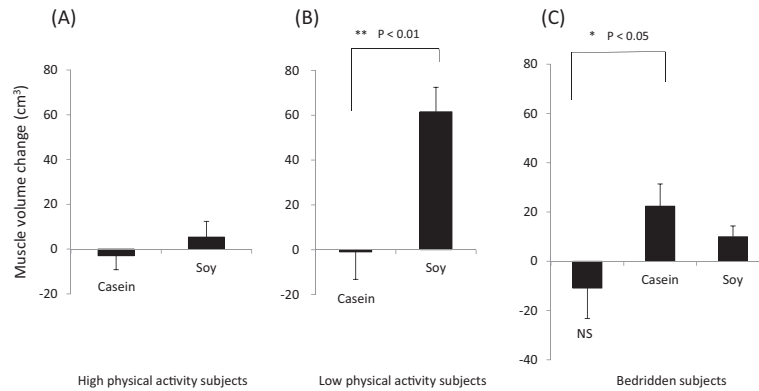 (A)
80
60
40
20
0
-20
Muscle volume change (cm³)
Casein
Soy
High physical activity subjects
(B)
** P < 0.01
80
60
40
20
0
-20
Casein
Soy
Low physical activity subjects
(C)
* P < 0.05
80
60
40
20
0
-20
-40
NS
Casein
Soy
Bedridden subjects